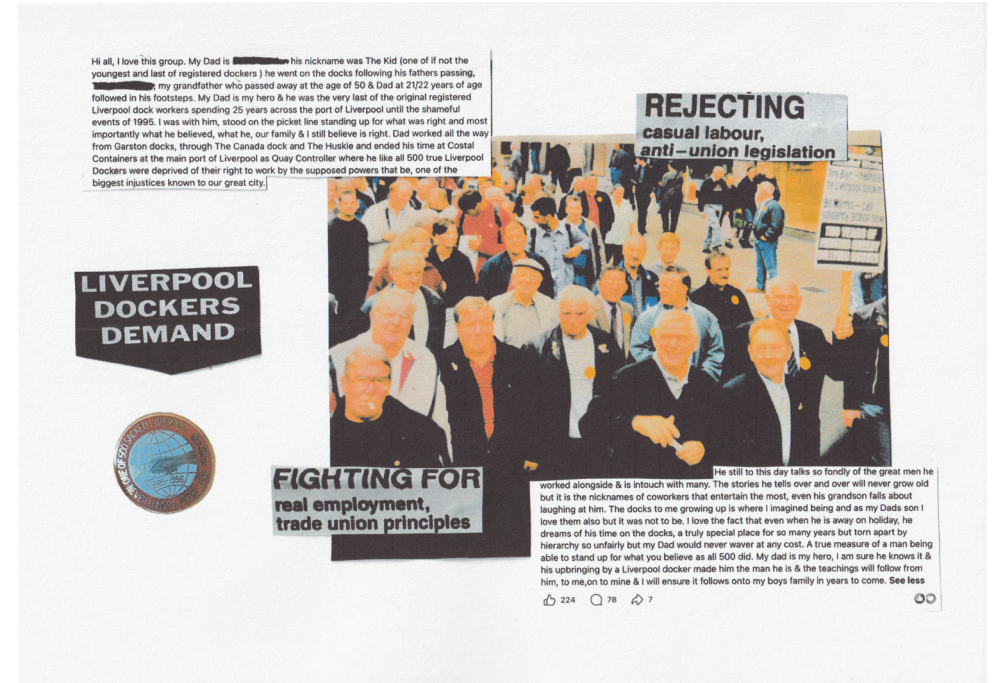 Hi all, I love this group. My Dad is his nickname was The Kid (one of if not the
youngest and last of registered dockers ) he went on the docks following his fathers passing,
, my grandfather who passed away at the age of 50 & Dad at 21/22 years of age
followed in his footsteps. My Dad is my hero & he was the very last of the original registered
Liverpool dock workers spending 25 years across the port of Liverpool until the shameful
events of 1995. I was with him, stood on the picket line standing up for what was right and most
importantly what he believed, what he, our family & I still believe is right. Dad worked all the way
from Garston docks, through The Canada dock and The Huskie and ended his time at Costal
Containers at the main port of Liverpool as Quay Controller where he like all 500 true Liverpool
Dockers were deprived of their right to work by the supposed powers that be, one of the
biggest injustices known to our great city.
REJECTING
casual labour,
anti-union legislation
LIVERPOOL
DOCKERS
DEMAND
ONE OF 500 SACKED LIVERPOOL
FIGHTING FOR
real employment,
trade union principles
He still to this day talks so fondly of the great men he
worked alongside & is intouch with many. The stories he tells over and over will never grow old
but it is the nicknames of coworkers that entertain the most, even his grandson falls about
laughing at him. The docks to me growing up is where I imagined being and as my Dads son I
love them also but it was not to be. I love the fact that even when he is away on holiday, he
dreams of his time on the docks, a truly special place for so many years but torn apart by
hierarchy so unfairly but my Dad would never waver at any cost. A true measure of a man being
able to stand up for what you believe as all 500 did. My dad is my hero, I am sure he knows it &
his upbringing by a Liverpool docker made him the man he is & the teachings will follow from
him, to me,on to mine & I will ensure it follows onto my boys family in years to come. See less
224 78 7